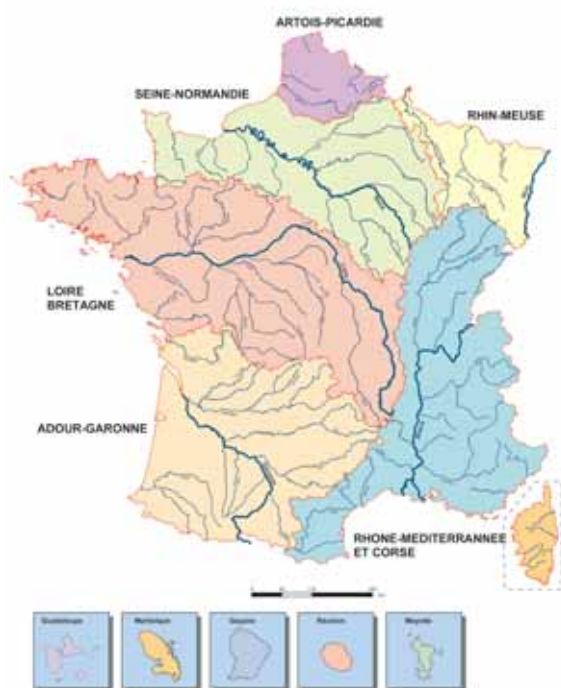 ARTOIS-PICARDIE
SEINE-NORMANDIE
RHIN-MEUSE
LOIRE
BRETAGNE
ADOUR-GARONNE
RHONE-MEDITERRANNEE
ET CORSE
Guadeloupe
Martinique
Guyane
Réunion
Mayotte